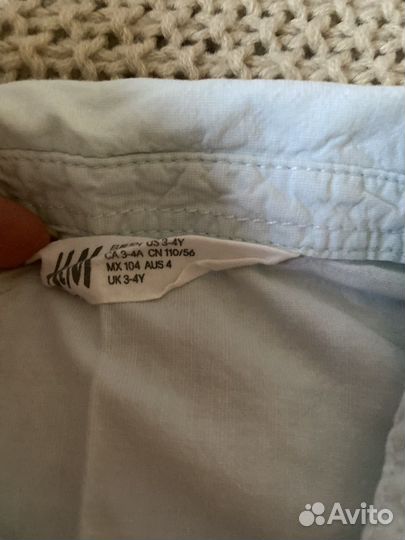 H&M
US 3-4Y
CA 3-4A CN 110/56
MX 104 AUS 4
UK 3-4Y
Avito